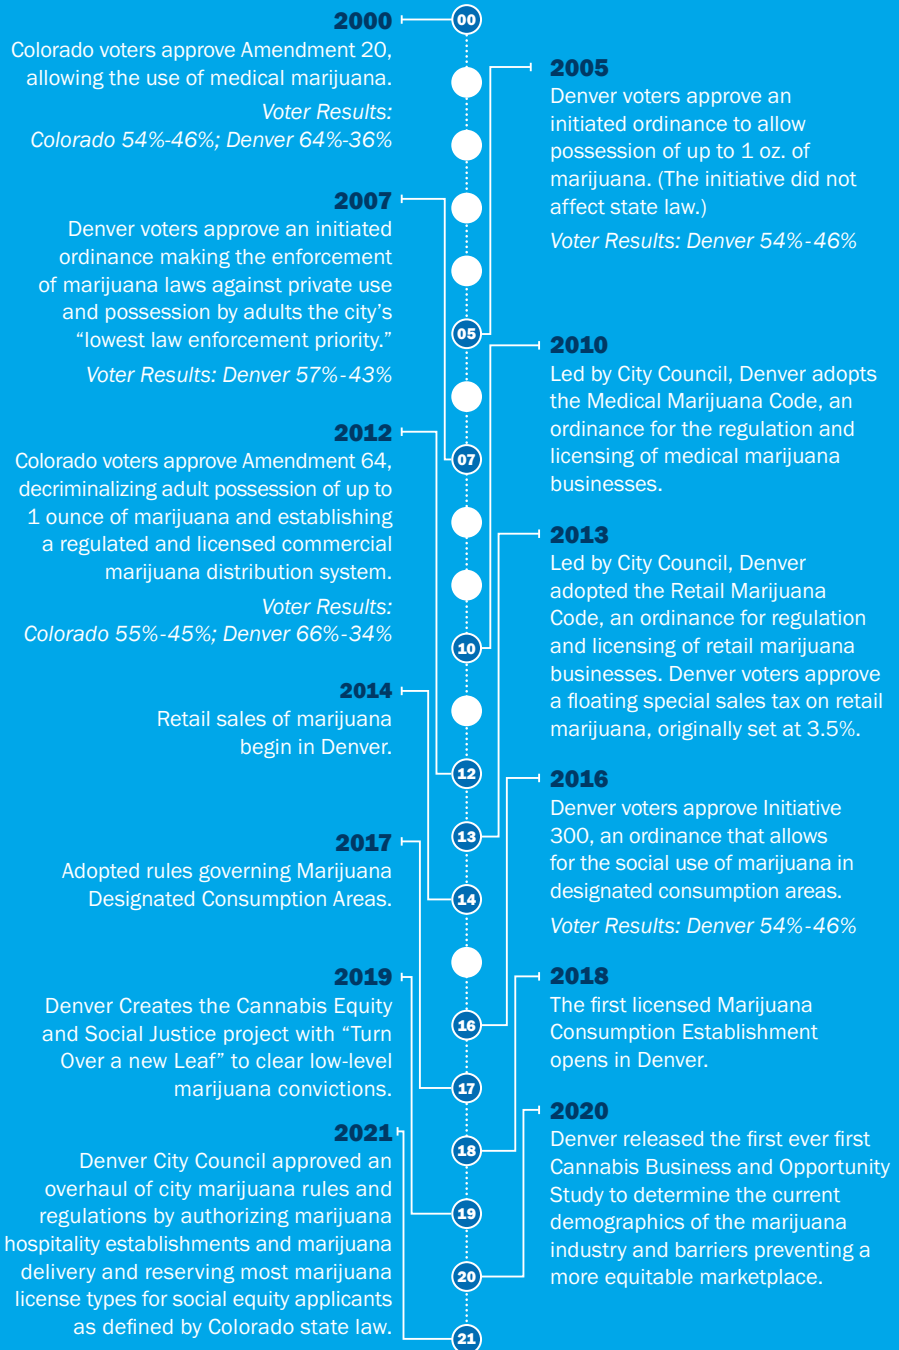 2000
Colorado voters approve Amendment 20,
allowing the use of medical marijuana.
Voter Results:
Colorado 54%-46%; Denver 64%-36%
2005
Denver voters approve an
initiated ordinance to allow
possession of up to 1 oz. of
marijuana. (The initiative did not
affect state law.)
Voter Results: Denver 54%-46%
2007
Denver voters approve an initiated
ordinance making the enforcement
of marijuana laws against private use
and possession by adults the city’s
“lowest law enforcement priority.”
Voter Results: Denver 57%-43%
2010
Led by City Council, Denver adopts
the Medical Marijuana Code, an
ordinance for the regulation and
licensing of medical marijuana
businesses.
2012
Colorado voters approve Amendment 64,
decriminalizing adult possession of up to
1 ounce of marijuana and establishing
a regulated and licensed commercial
marijuana distribution system.
Voter Results:
Colorado 55%-45%; Denver 66%-34%
2013
Led by City Council, Denver
adopted the Retail Marijuana
Code, an ordinance for regulation
and licensing of retail marijuana
businesses. Denver voters approve
a floating special sales tax on retail
marijuana, originally set at 3.5%.
2014
Retail sales of marijuana
begin in Denver.
2016
Denver voters approve Initiative
300, an ordinance that allows
for the social use of marijuana in
designated consumption areas.
Voter Results: Denver 54%-46%
2017
Adopted rules governing Marijuana
Designated Consumption Areas.
2018
The first licensed Marijuana
Consumption Establishment
opens in Denver.
2019
Denver Creates the Cannabis Equity
and Social Justice project with “Turn
Over a new Leaf” to clear low-level
marijuana convictions.
2020
Denver released the first ever first
Cannabis Business and Opportunity
Study to determine the current
demographics of the marijuana
industry and barriers preventing a
more equitable marketplace.
2021
Denver City Council approved an
overhaul of city marijuana rules and
regulations by authorizing marijuana
hospitality establishments and marijuana
delivery and reserving most marijuana
license types for social equity applicants
as defined by Colorado state law.
00
05
07
10
12
13
14
16
17
18
19
20
21